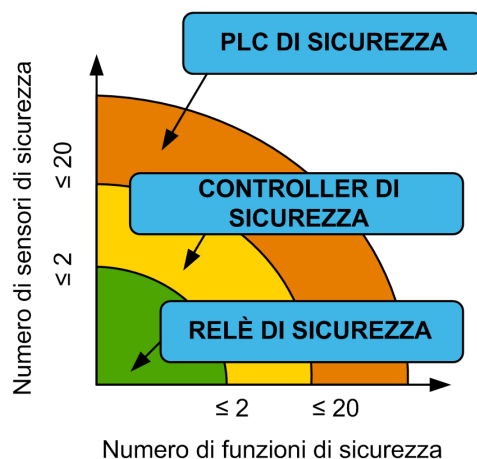 PLC DI SICUREZZA
Numero di sensori di sicurezza
≤ 20
≤ 2
CONTROLLER DI
SICUREZZA
RELÈ DI SICUREZZA
≤ 2
≤ 20
Numero di funzioni di sicurezza